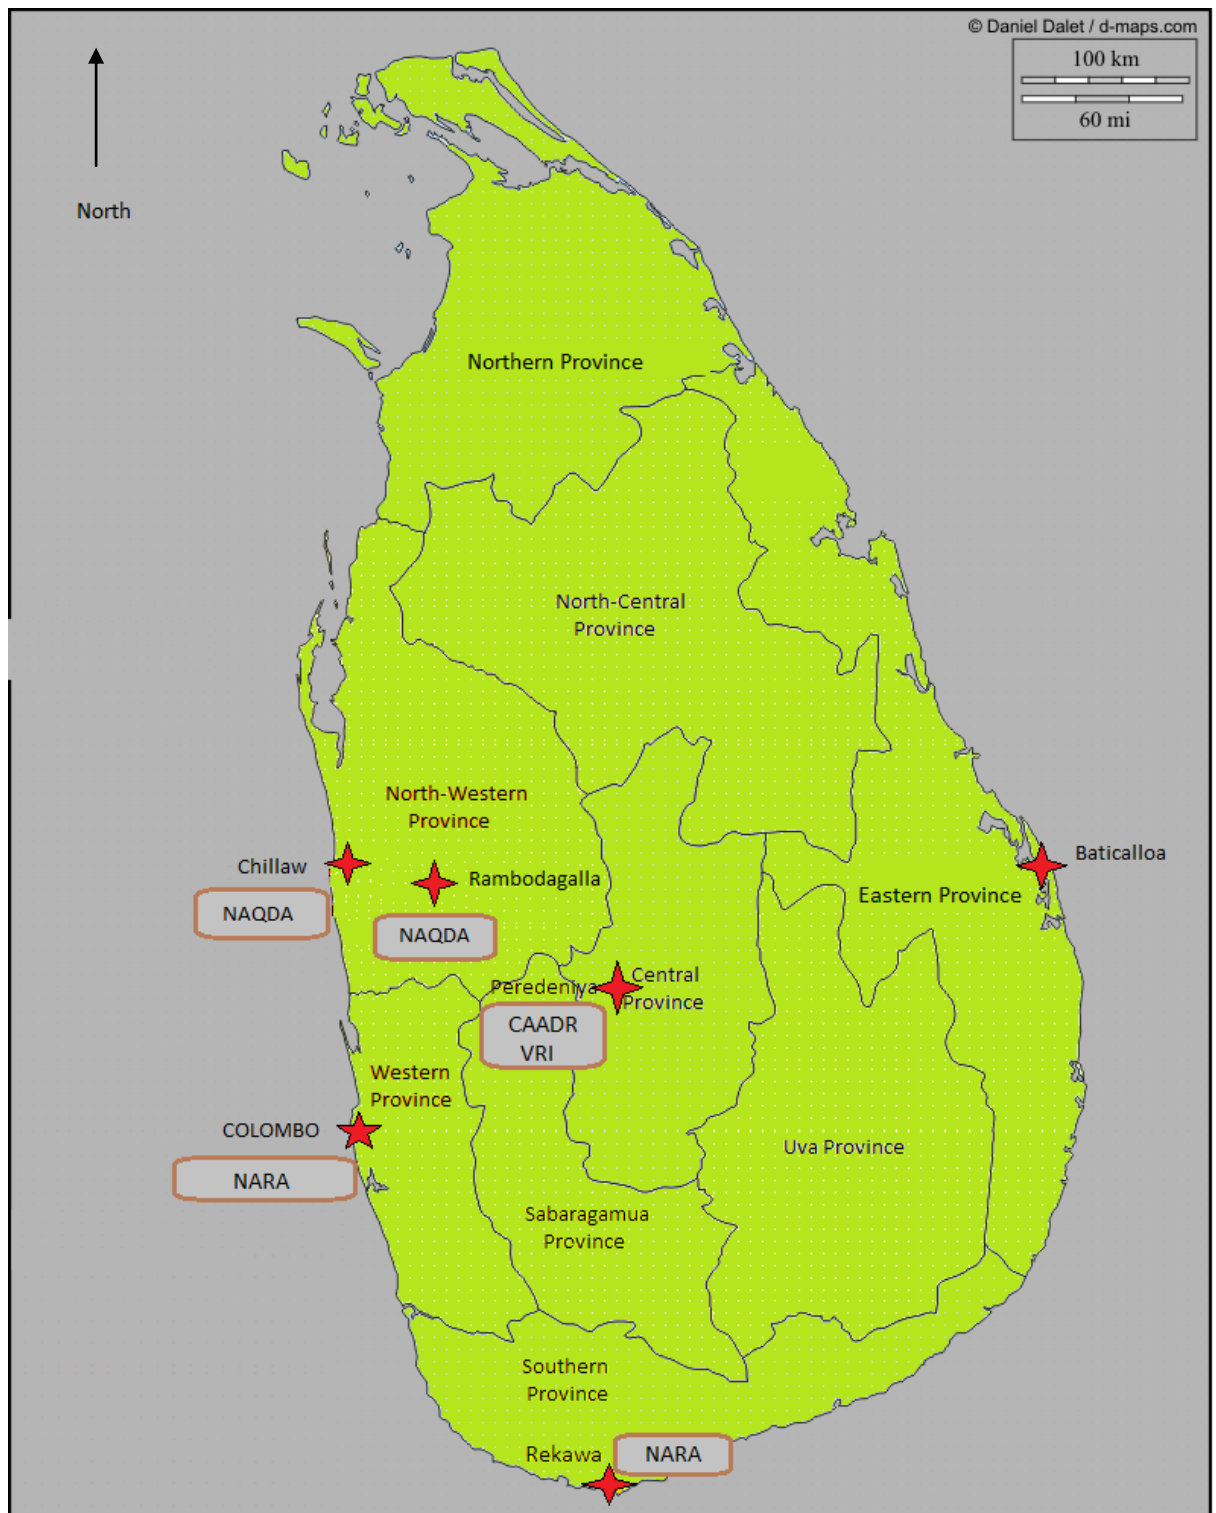 © Daniel Dalet / d-maps.com
100 km
60 mi
North
Northern Province
North-Central
Province
North-Western
Province
Chillaw
Rambodagalla
Baticalloa
NAQDA
NAQDA
Eastern Province
Peredeniya
Central
Province
CAADR
VRI
Western
Province
COLOMBO
Uva Province
NARA
Sabaragamua
Province
Southern
Province
Rekawa
NARA